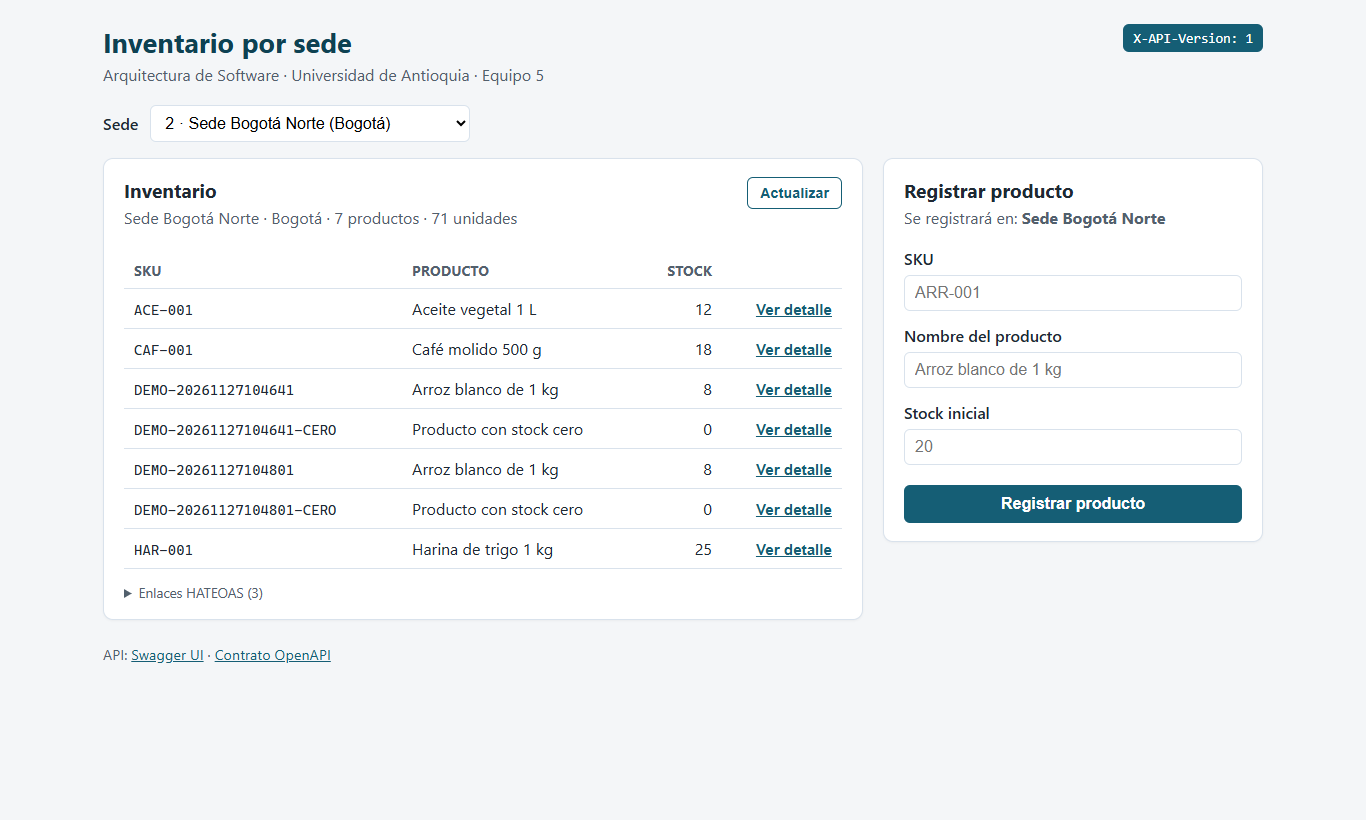 Inventario por sede
X-API-Version: 1
Arquitectura de Software · Universidad de Antioquia · Equipo 5
Sede 2 · Sede Bogotá Norte (Bogotá)
Inventario
Actualizar
Sede Bogotá Norte · Bogotá · 7 productos · 71 unidades
SKU PRODUCTO STOCK
ACE-001 Aceite vegetal 1 L 12 Ver detalle
CAF-001 Café molido 500 g 18 Ver detalle
DEMO-20261127104641 Arroz blanco de 1 kg 8 Ver detalle
DEMO-20261127104641-CERO Producto con stock cero 0 Ver detalle
DEMO-20261127104801 Arroz blanco de 1 kg 8 Ver detalle
DEMO-20261127104801-CERO Producto con stock cero 0 Ver detalle
HAR-001 Harina de trigo 1 kg 25 Ver detalle
Enlaces HATEOAS (3)
Registrar producto
Se registrará en: Sede Bogotá Norte
SKU
ARR-001
Nombre del producto
Arroz blanco de 1 kg
Stock inicial
20
Registrar producto
API: Swagger UI · Contrato OpenAPI